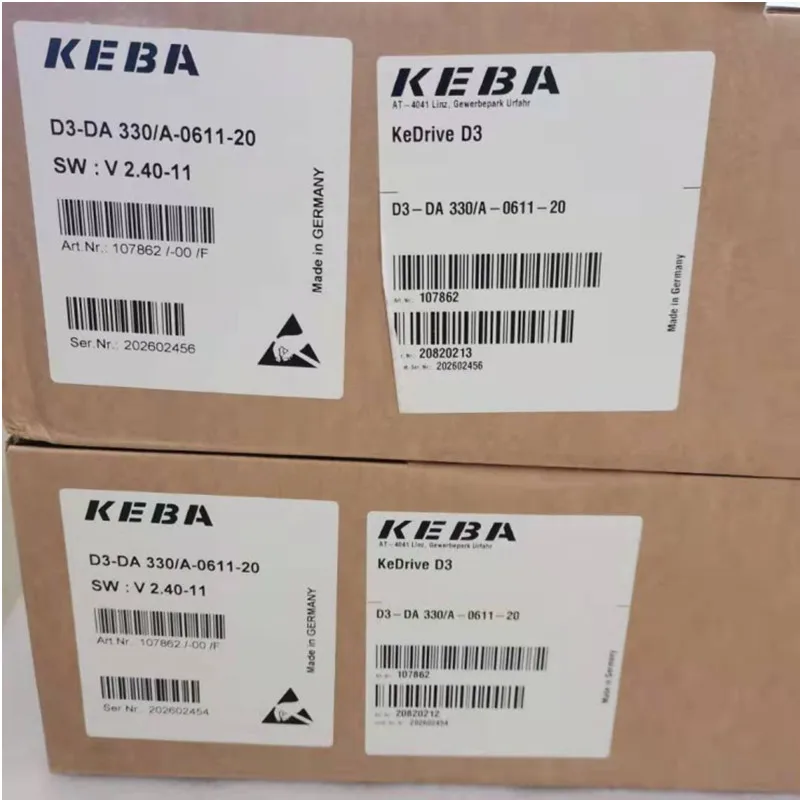 KEBA
D3-DA 330/A-0611-20
SW : V 2.40-11
Art.Nr.: 107862 /-00 /F
Ser.Nr.: 202602456
Made in GERMANY
KEBA
AT-4041 Linz, Gewerbepark Urfahr
KeDrive D3
D3-DA 330/A-0611-20
107862
20820213
202602456
Made in Germany
KEBA
D3-DA 330/A-0611-20
SW : V 2.40-11
Art.Nr.: 107862 /-00 /F
Ser Nr.: 202602454
Made in GERMANY
KEBA
AT-4041 Linz, Gewerbepark Urfahr
KeDrive D3
D3-DA 330/A-0611-20
107862
20820212
202602454
Made in Germany